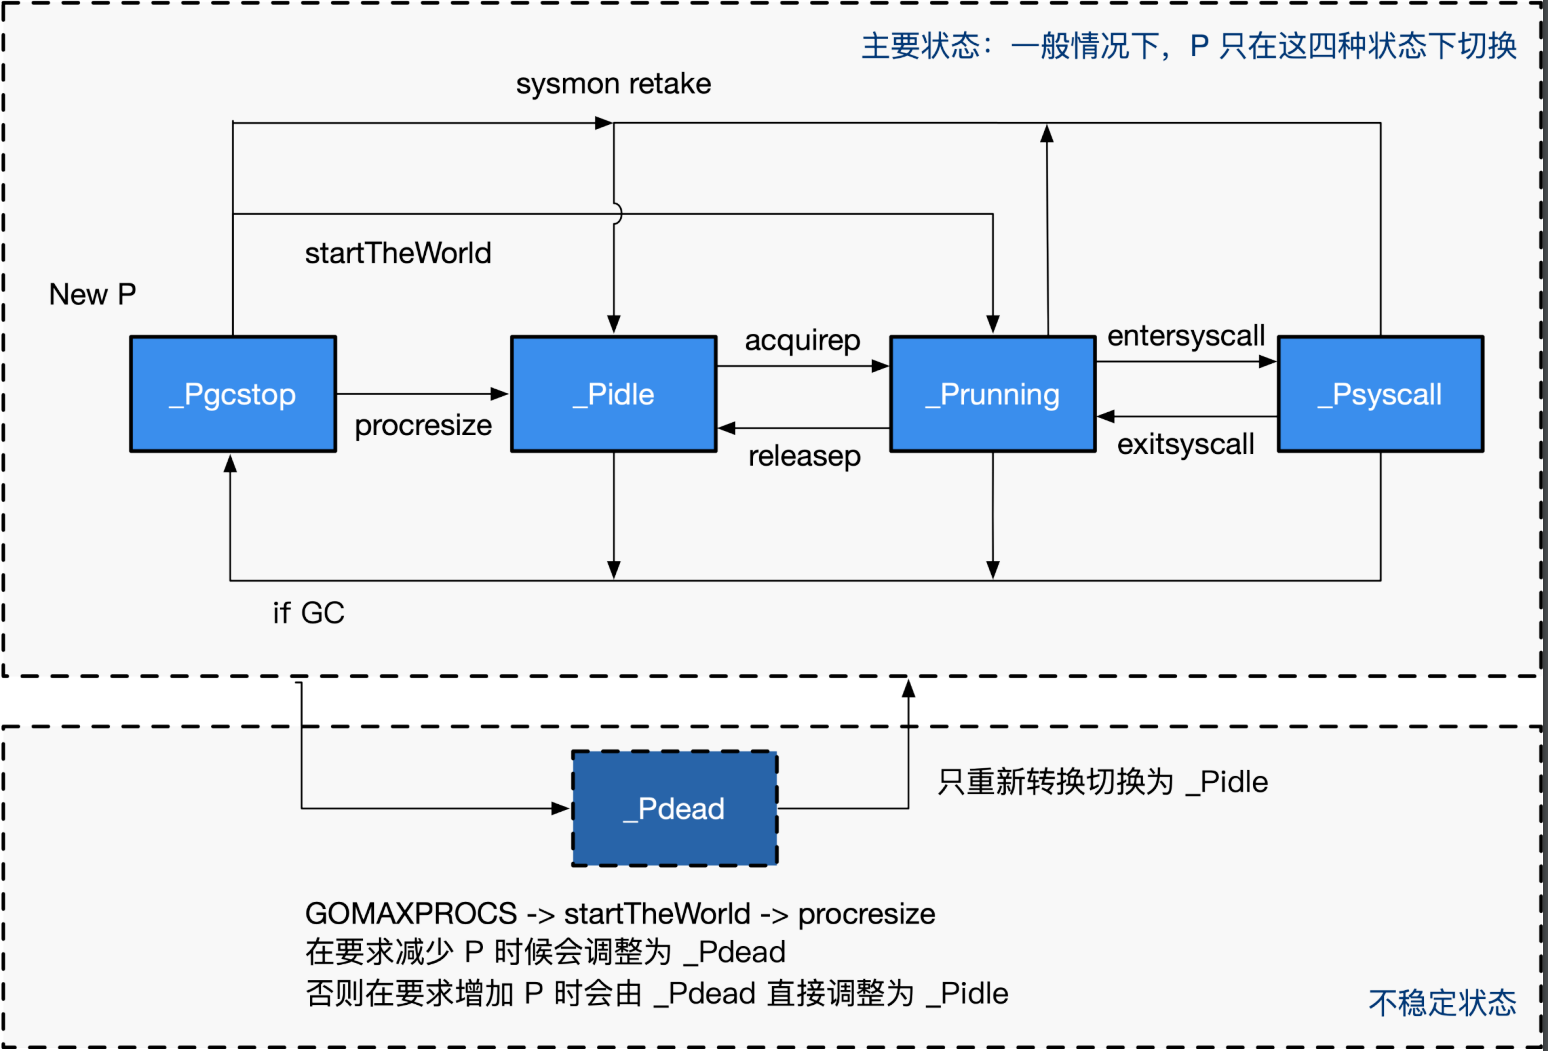 主要状态：一般情况下，P 只在这四种状态下切换
sysmon retake
startTheWorld
New P
_Pgcstop
procresize
_Pidle
acquirep
releasep
_Prunning
entersyscall
exitsyscall
_Psyscall
if GC
_Pdead
只重新转换切换为 _Pidle
GOMAXPROCS -> startTheWorld -> procresize
在要求减少 P 时候会调整为 _Pdead
否则在要求增加 P 时会由 _Pdead 直接调整为 _Pidle
不稳定状态